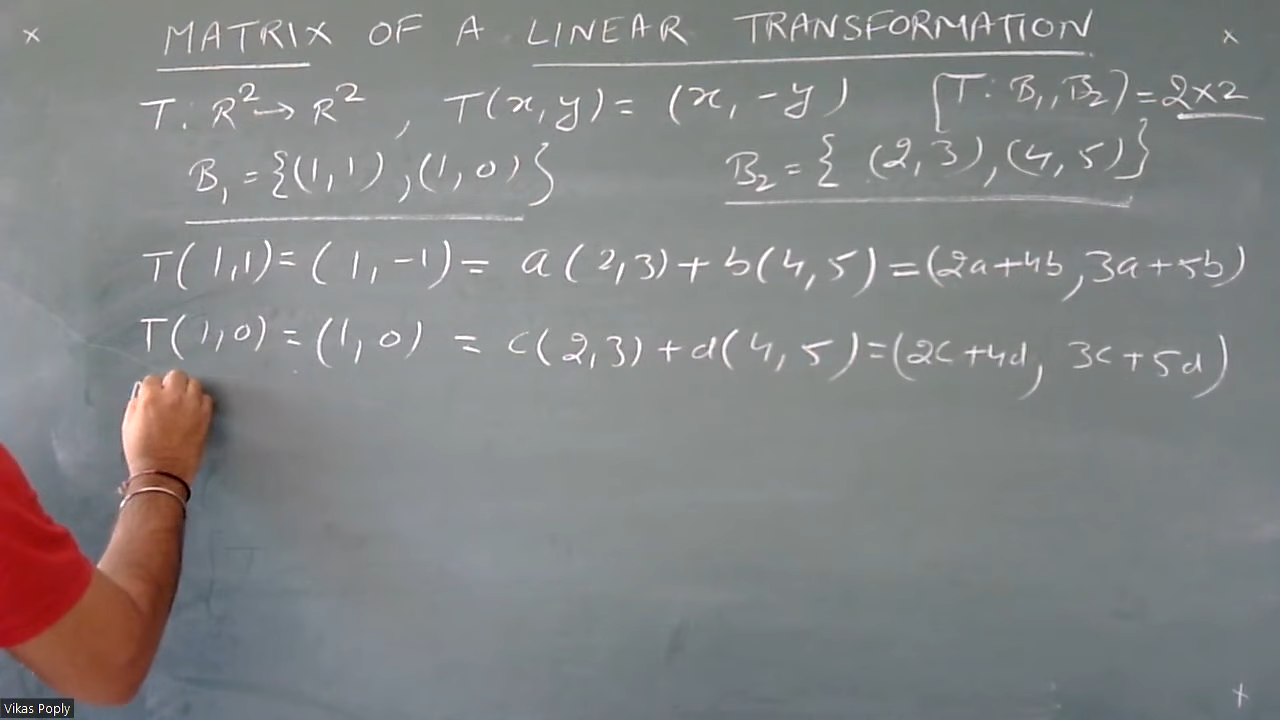 MATRIX OF A LINEAR TRANSFORMATION
T: R² → R² , T(x,y) = (x,-y) [T: B₁,B₂) = 2×2
B₁ = {(1,1),(1,0)} B₂ = { (2,3),(4,5)}
T(1,1) = (1,-1) = a(2,3) + b(4,5) = (2a+4b, 3a+5b)
T(1,0) = (1,0) = c(2,3) + d(4,5) = (2c+4d, 3c+5d)
Vikas Poply